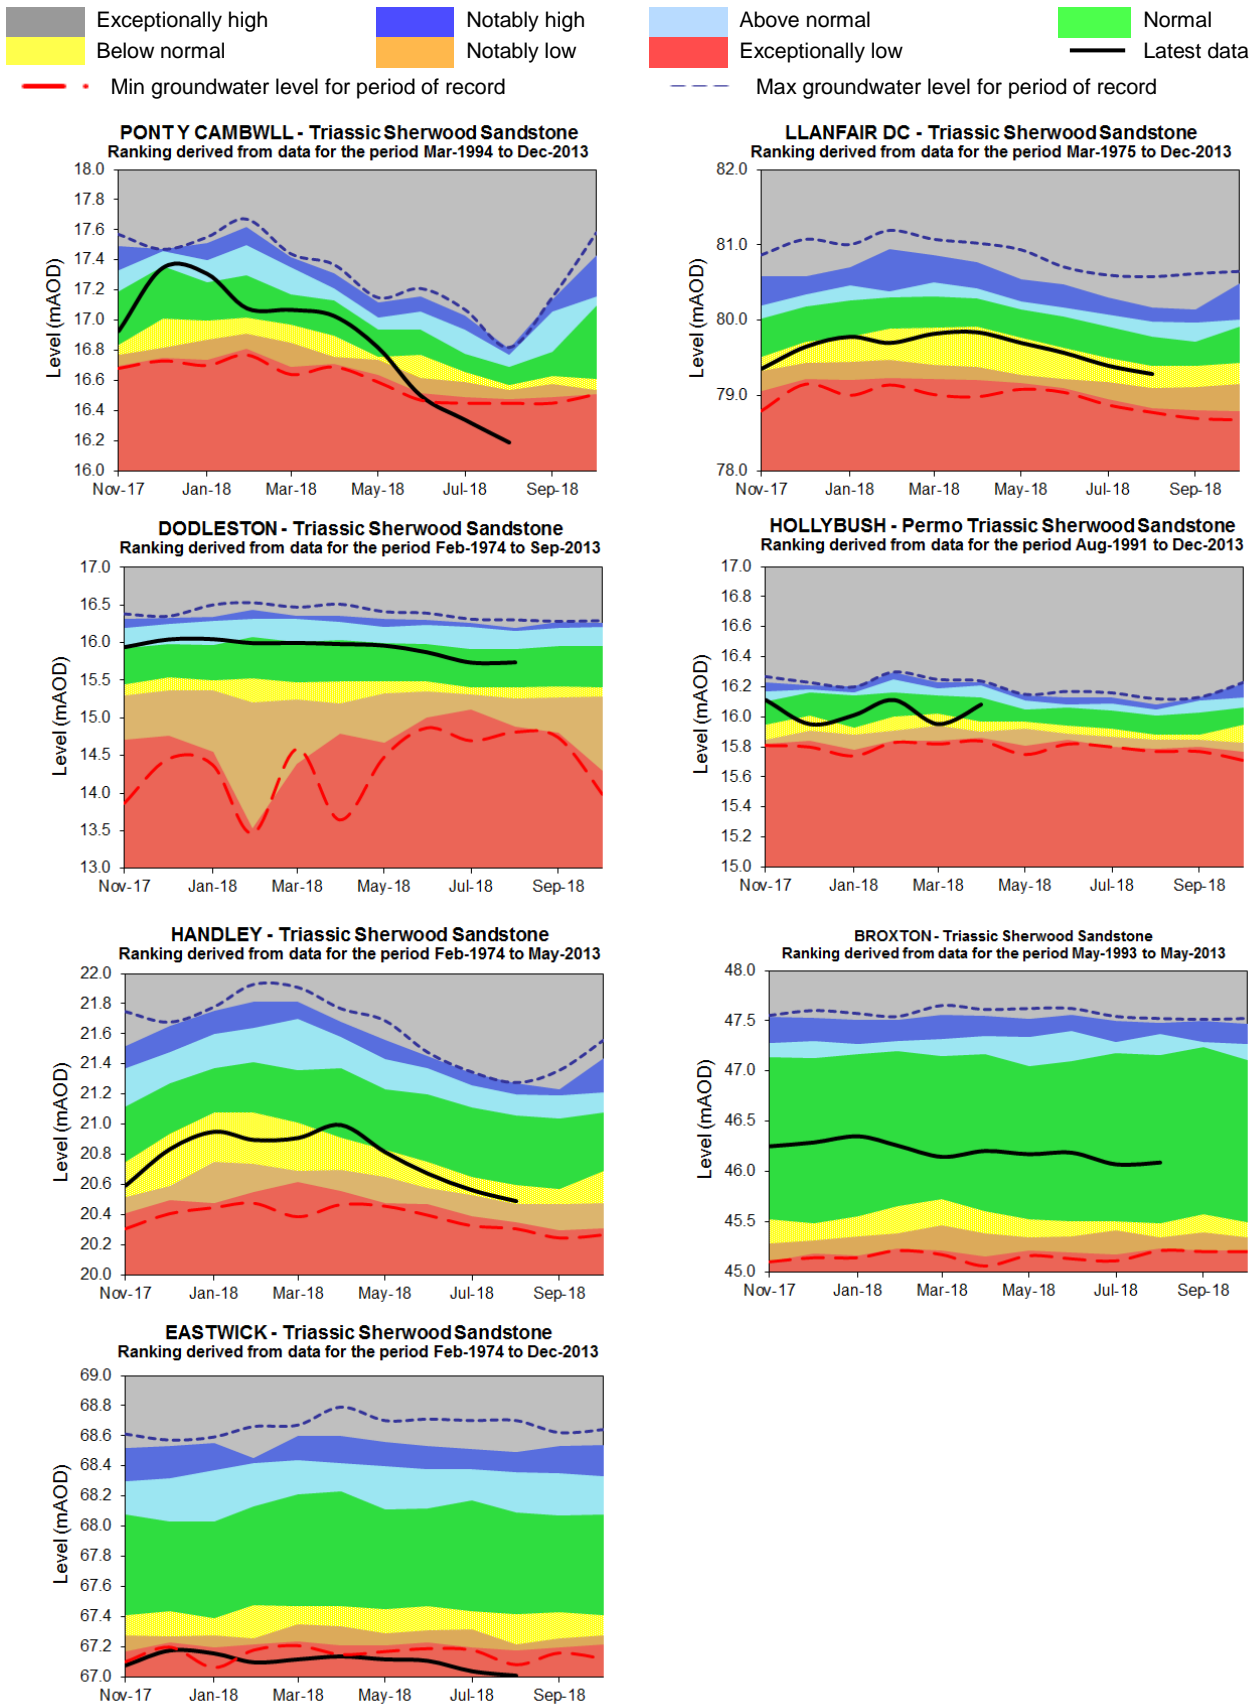 Exceptionally high Notably high Above normal Normal
Below normal Notably low Exceptionally low Latest data
Min groundwater level for period of record Max groundwater level for period of record
PONT Y CAMBWLL - Triassic Sherwood Sandstone
Ranking derived from data for the period Mar-1994 to Dec-2013
Level (mAOD)
18.0
17.8
17.6
17.4
17.2
17.0
16.8
16.6
16.4
16.2
16.0
Nov-17 Jan-18 Mar-18 May-18 Jul-18 Sep-18
LLANFAIR DC - Triassic Sherwood Sandstone
Ranking derived from data for the period Mar-1975 to Dec-2013
Level (mAOD)
82.0
81.0
80.0
79.0
78.0
Nov-17 Jan-18 Mar-18 May-18 Jul-18 Sep-18
DODLESTON - Triassic Sherwood Sandstone
Ranking derived from data for the period Feb-1974 to Sep-2013
Level (mAOD)
17.0
16.5
16.0
15.5
15.0
14.5
14.0
13.5
13.0
Nov-17 Jan-18 Mar-18 May-18 Jul-18 Sep-18
HOLLYBUSH - Permo Triassic Sherwood Sandstone
Ranking derived from data for the period Aug-1991 to Dec-2013
Level (mAOD)
17.0
16.8
16.6
16.4
16.2
16.0
15.8
15.6
15.4
15.2
15.0
Nov-17 Jan-18 Mar-18 May-18 Jul-18 Sep-18
HANDLEY - Triassic Sherwood Sandstone
Ranking derived from data for the period Feb-1974 to May-2013
Level (mAOD)
22.0
21.8
21.6
21.4
21.2
21.0
20.8
20.6
20.4
20.2
20.0
Nov-17 Jan-18 Mar-18 May-18 Jul-18 Sep-18
BROXTON - Triassic Sherwood Sandstone
Ranking derived from data for the period May-1993 to May-2013
Level (mAOD)
48.0
47.5
47.0
46.5
46.0
45.5
45.0
Nov-17 Jan-18 Mar-18 May-18 Jul-18 Sep-18
EASTWICK - Triassic Sherwood Sandstone
Ranking derived from data for the period Feb-1974 to Dec-2013
Level (mAOD)
69.0
68.8
68.6
68.4
68.2
68.0
67.8
67.6
67.4
67.2
67.0
Nov-17 Jan-18 Mar-18 May-18 Jul-18 Sep-18